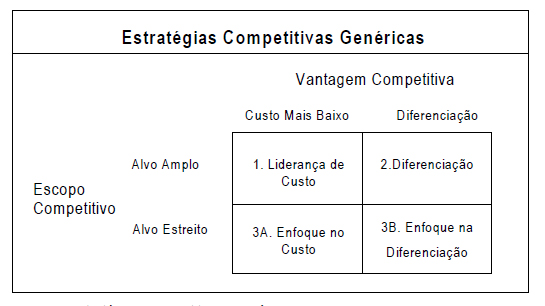 Estratégias Competitivas Genéricas
Vantagem Competitiva
Custo Mais Baixo Diferenciação
Alvo Amplo
1. Liderança de
Custo
2.Diferenciação
Escopo
Competitivo
Alvo Estreito
3A. Enfoque no
Custo
3B. Enfoque na
Diferenciação